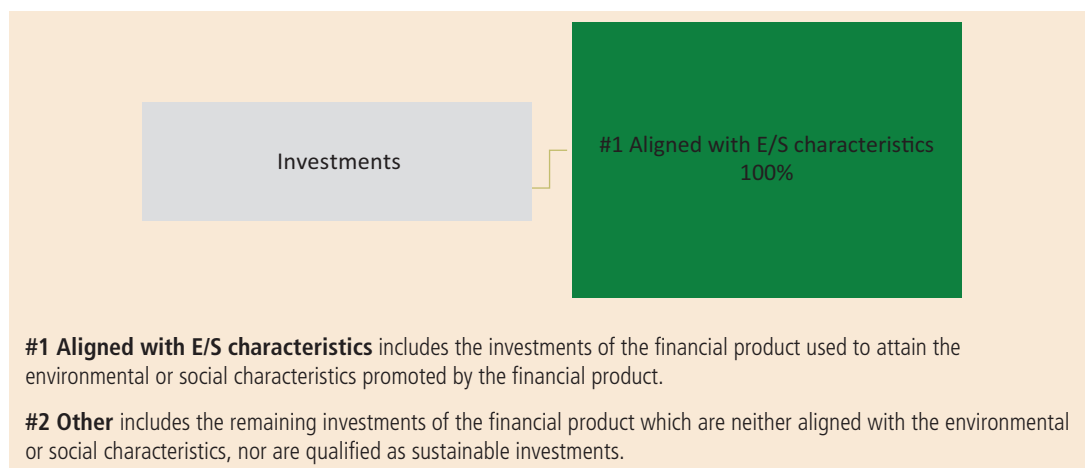 Investments
#1 Aligned with E/S characteristics
100%
#1 Aligned with E/S characteristics includes the investments of the financial product used to attain the
environmental or social characteristics promoted by the financial product.
#2 Other includes the remaining investments of the financial product which are neither aligned with the environmental
or social characteristics, nor are qualified as sustainable investments.